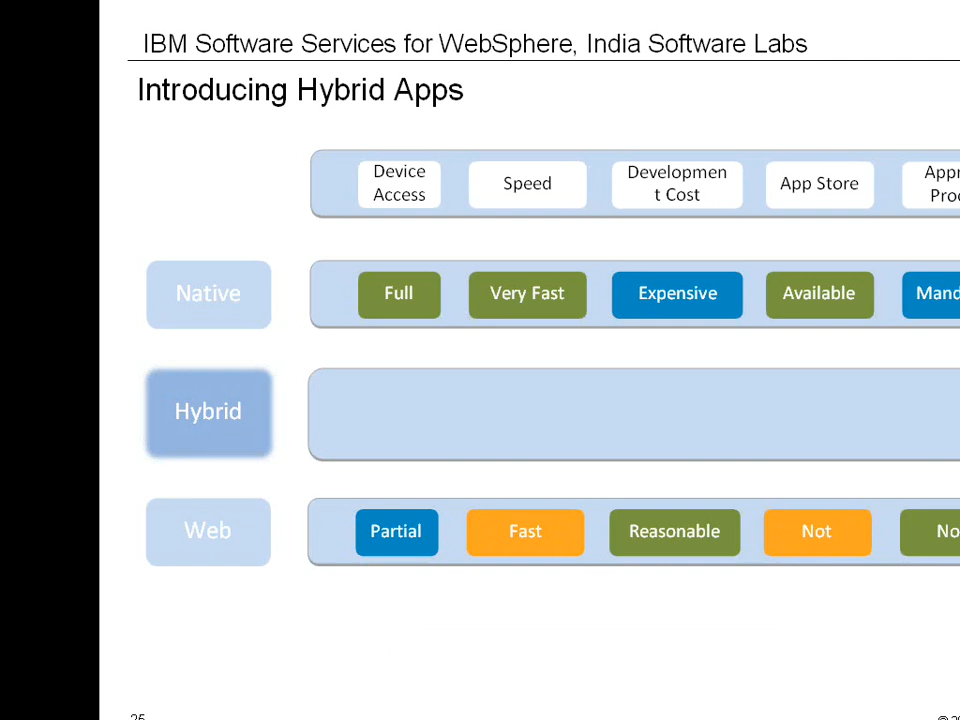 IBM Software Services for WebSphere, India Software Labs
Introducing Hybrid Apps
Device
Access
Speed
Developmen
t Cost
App Store
Native
Full
Very Fast
Expensive
Available
Hybrid
Web
Partial
Fast
Reasonable
Not
25